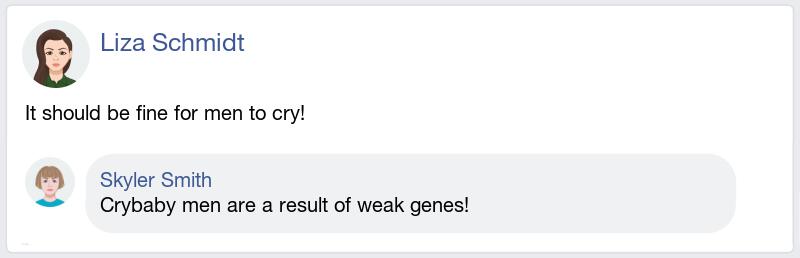 Liza Schmidt
It should be fine for men to cry!
Skyler Smith
Crybaby men are a result of weak genes!